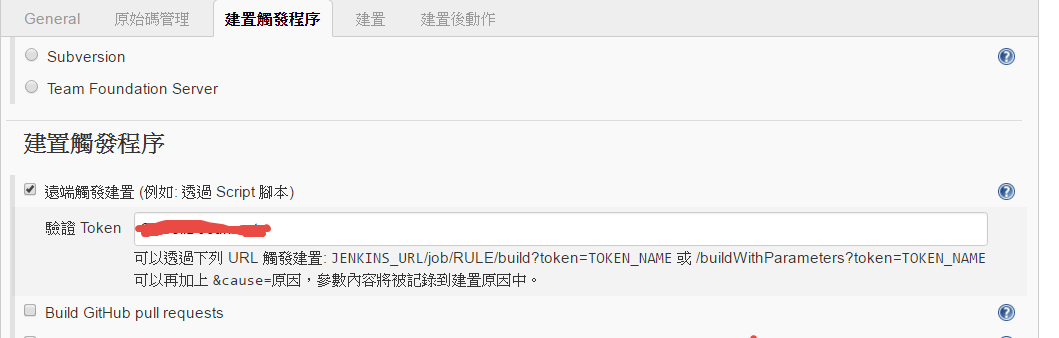 General 原始碼管理 建置觸發程序 建置 建置後動作
Subversion
Team Foundation Server
建置觸發程序
遠端觸發建置 (例如: 透過 Script 腳本)
驗證 Token
可以透過下列 URL 觸發建置: JENKINS_URL/job/RULE/build?token=TOKEN_NAME 或 /buildWithParameters?token=TOKEN_NAME
可以再加上 &cause=原因，參數內容將被記錄到建置原因中。
Build GitHub pull requests